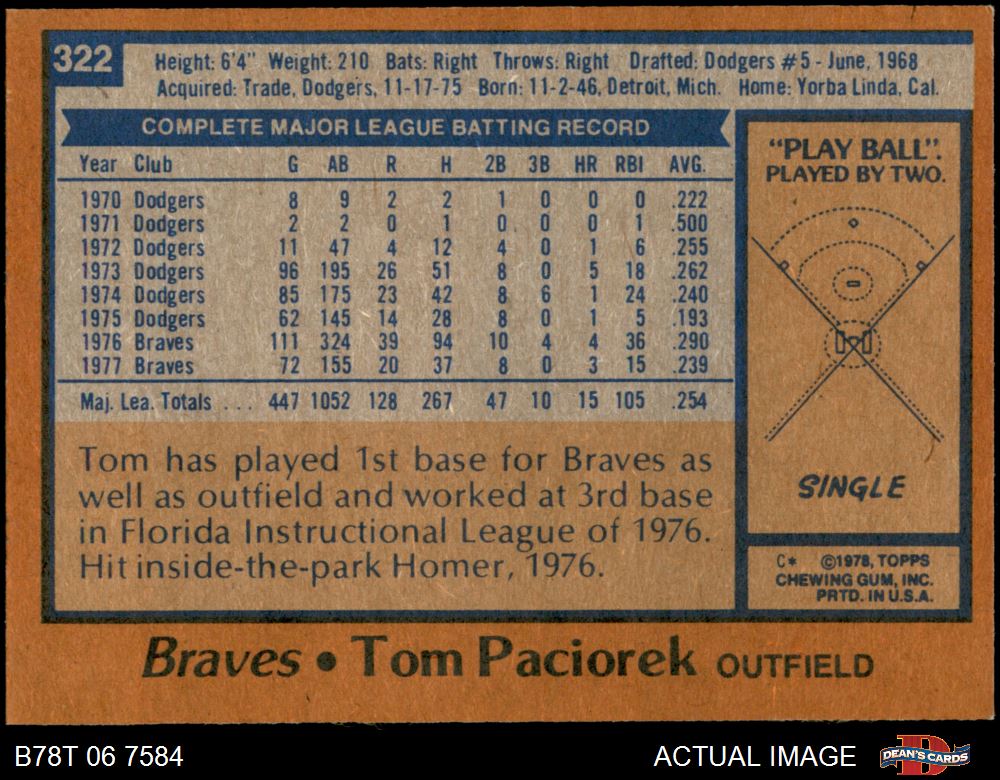 322
Height: 6'4" Weight: 210 Bats: Right Throws: Right Drafted: Dodgers #5 - June, 1968
Acquired: Trade, Dodgers, 11-17-75 Born: 11-2-46, Detroit, Mich. Home: Yorba Linda, Cal.
COMPLETE MAJOR LEAGUE BATTING RECORD
Year Club G AB R H 2B 3B HR RBI AVG.
1970 Dodgers 8 9 2 2 1 0 0 0 .222
1971 Dodgers 2 2 0 1 0 0 0 1 .500
1972 Dodgers 11 47 4 12 4 0 1 6 .255
1973 Dodgers 96 195 26 51 8 0 5 18 .262
1974 Dodgers 85 175 23 42 8 6 1 24 .240
1975 Dodgers 62 145 14 28 8 0 1 5 .193
1976 Braves 111 324 39 94 10 4 4 36 .290
1977 Braves 72 155 20 37 8 0 3 15 .239
Maj. Lea. Totals ... 447 1052 128 267 47 10 15 105 .254
Tom has played 1st base for Braves as
well as outfield and worked at 3rd base
in Florida Instructional League of 1976.
Hit inside-the-park Homer, 1976.
"PLAY BALL".
PLAYED BY TWO.
SINGLE
C* ©1978, TOPPS
CHEWING GUM, INC.
PRTD. IN U.S.A.
Braves • Tom Paciorek OUTFIELD
B78T 06 7584
ACTUAL IMAGE
DEAN'S CARDS